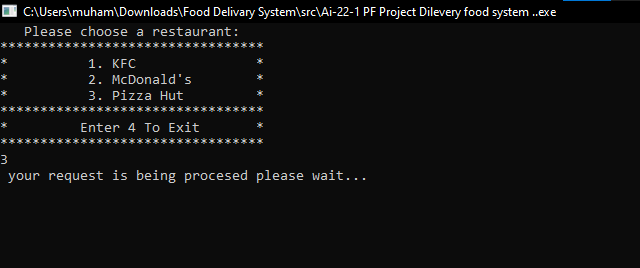 C:\Users\muham\Downloads\Food Delivary System\src\Ai-22-1 PF Project Dilevery food system ..exe
Please choose a restaurant:
********************************* 
*          1. KFC               *
*          2. McDonald's        *
*          3. Pizza Hut         *
*********************************
*         Enter 4 To Exit       *
*********************************
3
your request is being procesed please wait...